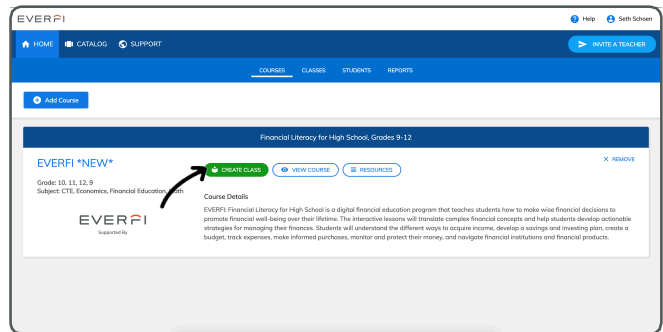 EVERFI
Help Seth Schoen
HOME CATALOG SUPPORT INVITE A TEACHER
COURSES CLASSES STUDENTS REPORTS
Add Course
Financial Literacy for High School, Grades 9-12
EVERFI *NEW*
CREATE CLASS VIEW COURSE RESOURCES
REMOVE
Grade: 10, 11, 12, 9
Subject: CTE, Economics, Financial Education,
EVERFI
Supported By
Course Details
EVERFI: Financial Literacy for High School is a digital financial education program that teaches students how to make wise financial decisions to
promote financial well-being over their lifetime. The interactive lessons will translate complex financial concepts and help students develop actionable
strategies for managing their finances. Students will understand the different ways to acquire income, develop a savings and investing plan, create a
budget, track expenses, make informed purchases, monitor and protect their money, and navigate financial institutions and financial products.